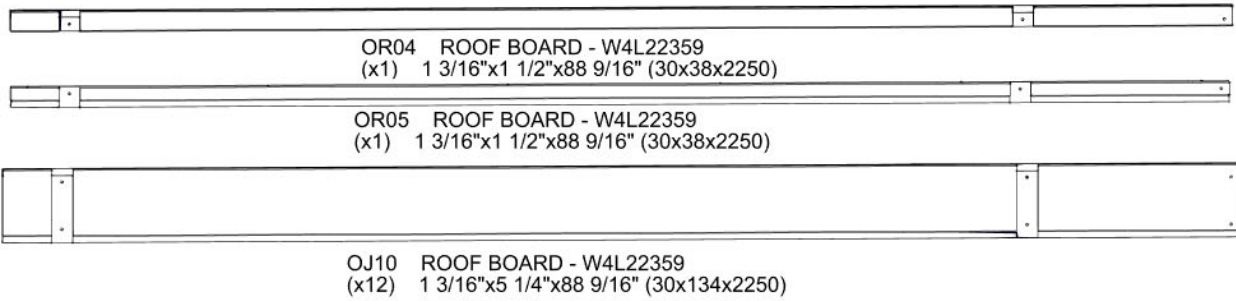 OR04 ROOF BOARD - W4L22359
(x1) 1 3/16"x1 1/2"x88 9/16" (30x38x2250)
OR05 ROOF BOARD - W4L22359
(x1) 1 3/16"x1 1/2"x88 9/16" (30x38x2250)
OJ10 ROOF BOARD - W4L22359
(x12) 1 3/16"x5 1/4"x88 9/16" (30x134x2250)